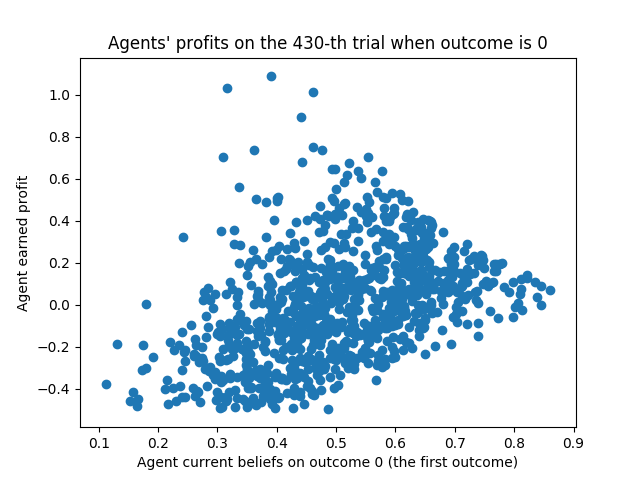 Agents' profits on the 430-th trial when outcome is 0
Agent earned profit
1.0
0.8
0.6
0.4
0.2
0.0
−0.2
−0.4
0.1 0.2 0.3 0.4 0.5 0.6 0.7 0.8 0.9
Agent current beliefs on outcome 0 (the first outcome)